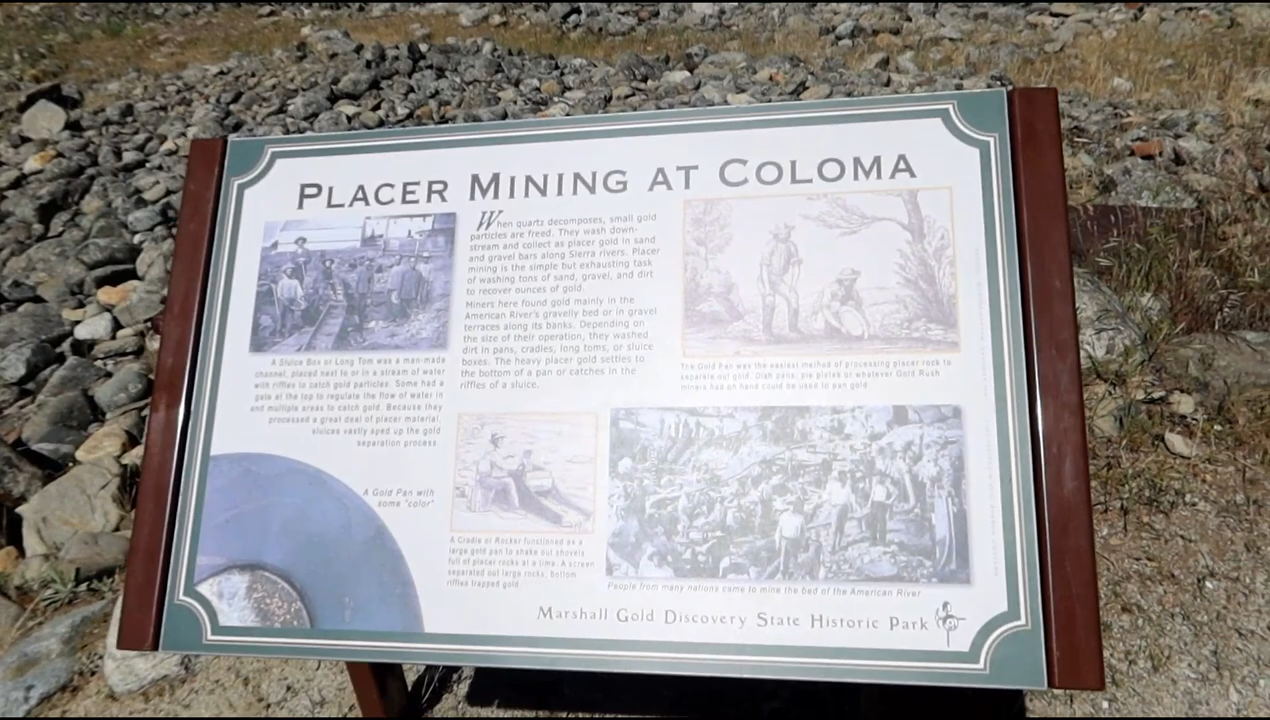 PLACER MINING AT COLOMA
When quartz decomposes, small gold
particles are freed. They wash down-
stream and collect as placer gold in sand
and gravel bars along Sierra rivers. Placer
mining is the simple but exhausting task
of washing tons of sand, gravel, and dirt
to recover ounces of gold.
Miners here found gold mainly in the
American River's gravelly bed or in gravel
terraces along its banks. Depending on
the size of their operation, they washed
dirt in pans, cradles, long toms, or sluice
boxes. The heavy placer gold settles to
the bottom of a pan or catches in the
riffles of a sluice.
A Sluice Box or Long Tom was a man-made
channel, placed next to or in a stream of water
with riffles to catch gold particles. Some had a
gate at the top to regulate the flow of water in
and multiple areas to catch gold. Because they
processed a great deal of placer material,
sluices vastly sped up the gold
separation process
The Gold Pan was the easiest method of processing placer rock to
separate out gold. Dish pans, pie plates or whatever Gold Rush
miners had on hand could be used to pan gold
A Gold Pan with
some "color"
A Cradle or Rocker functioned as a
large gold pan to shake out shovels
full of placer rocks at a time. A screen
separated out large rocks, bottom
riffles trapped gold
People from many nations came to mine the bed of the American River
Marshall Gold Discovery State Historic Park